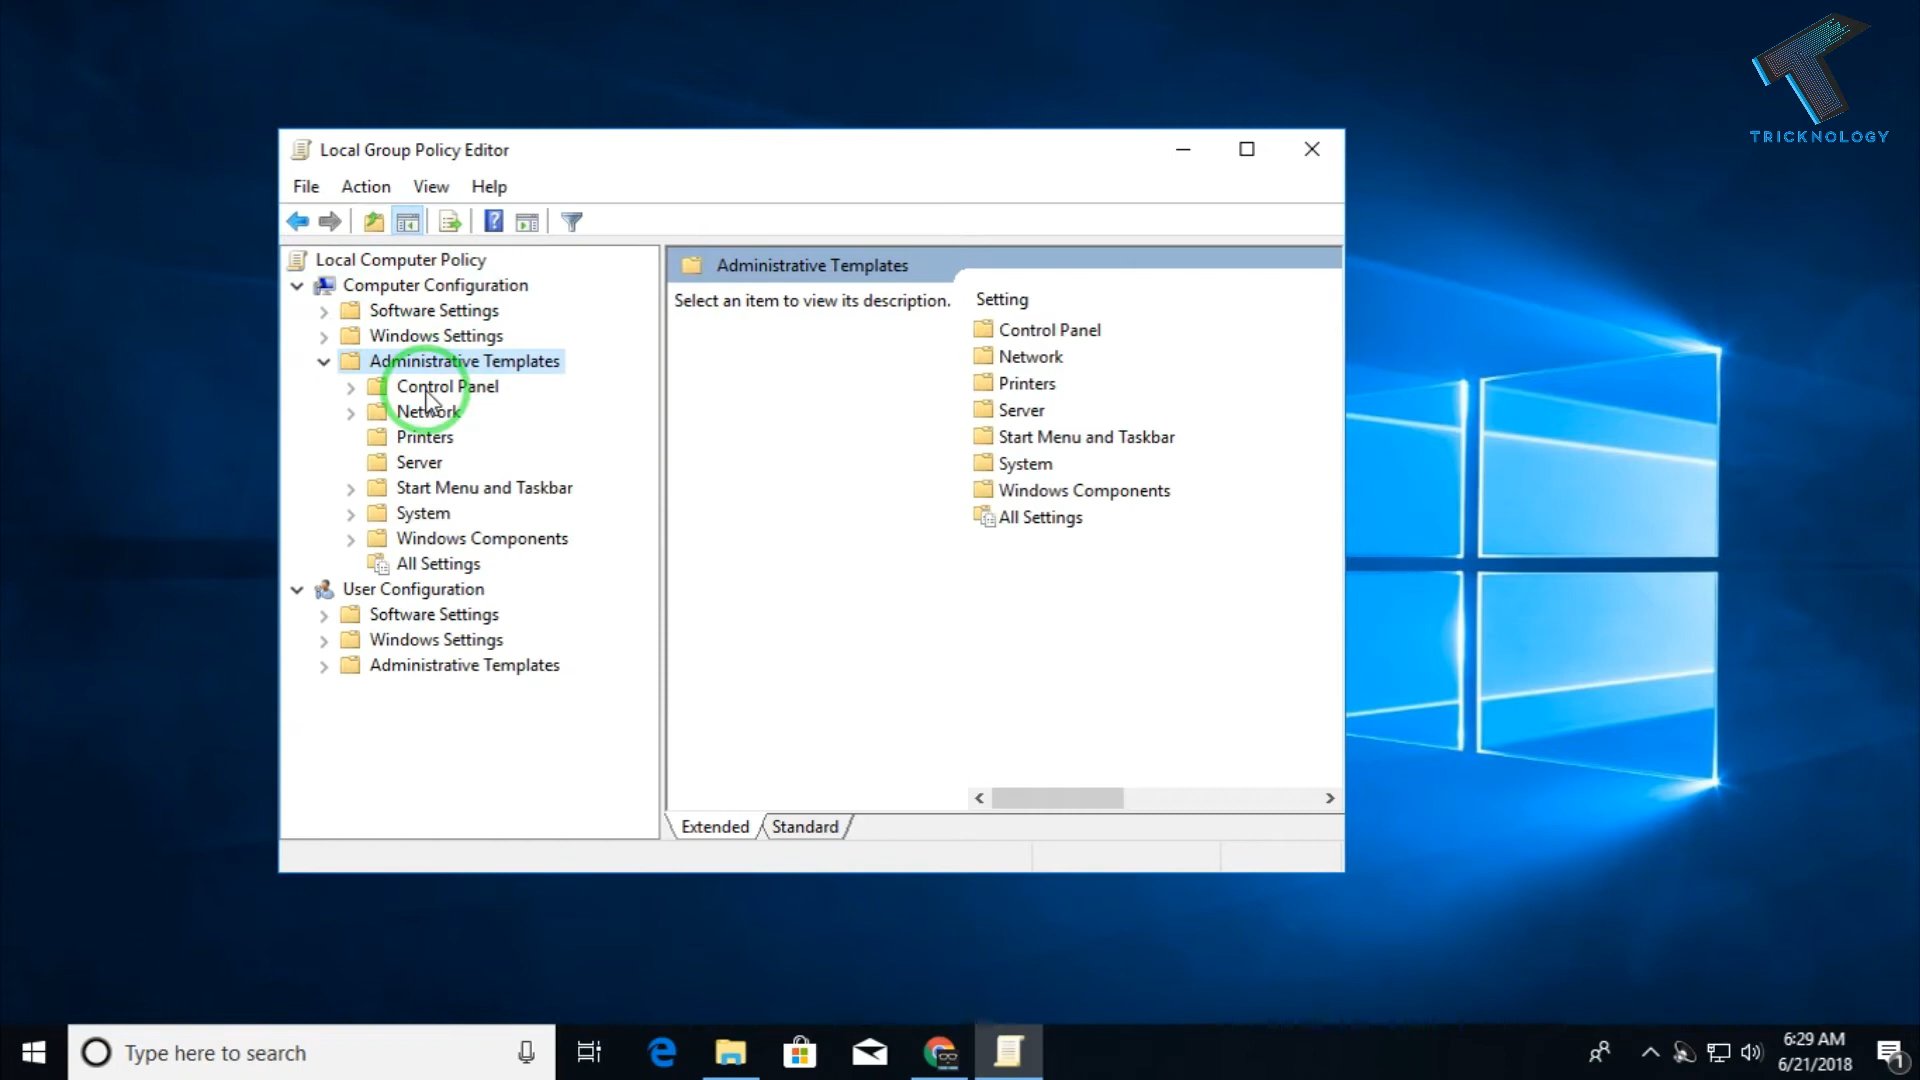 TRICKNOLOGY
Local Group Policy Editor
File Action View Help
Local Computer Policy
Computer Configuration
Software Settings
Windows Settings
Administrative Templates
Control Panel
Network
Printers
Server
Start Menu and Taskbar
System
Windows Components
All Settings
User Configuration
Software Settings
Windows Settings
Administrative Templates
Administrative Templates
Select an item to view its description.
Setting
Control Panel
Network
Printers
Server
Start Menu and Taskbar
System
Windows Components
All Settings
Extended Standard
Type here to search
6:29 AM
6/21/2018
1